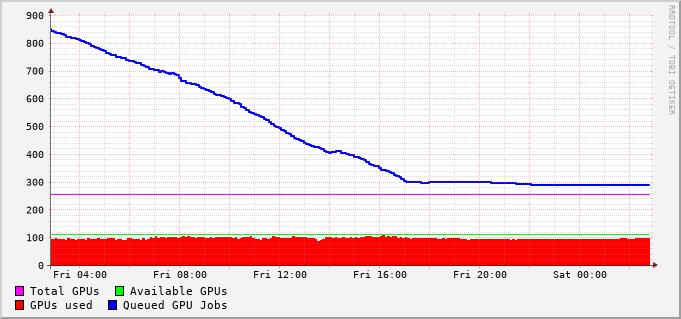 900
800
700
600
500
400
300
200
100
0
Fri 04:00 Fri 08:00 Fri 12:00 Fri 16:00 Fri 20:00 Sat 00:00
Total GPUs Available GPUs
GPUs used Queued GPU Jobs
RRDTOOL / TOBI OETIKER